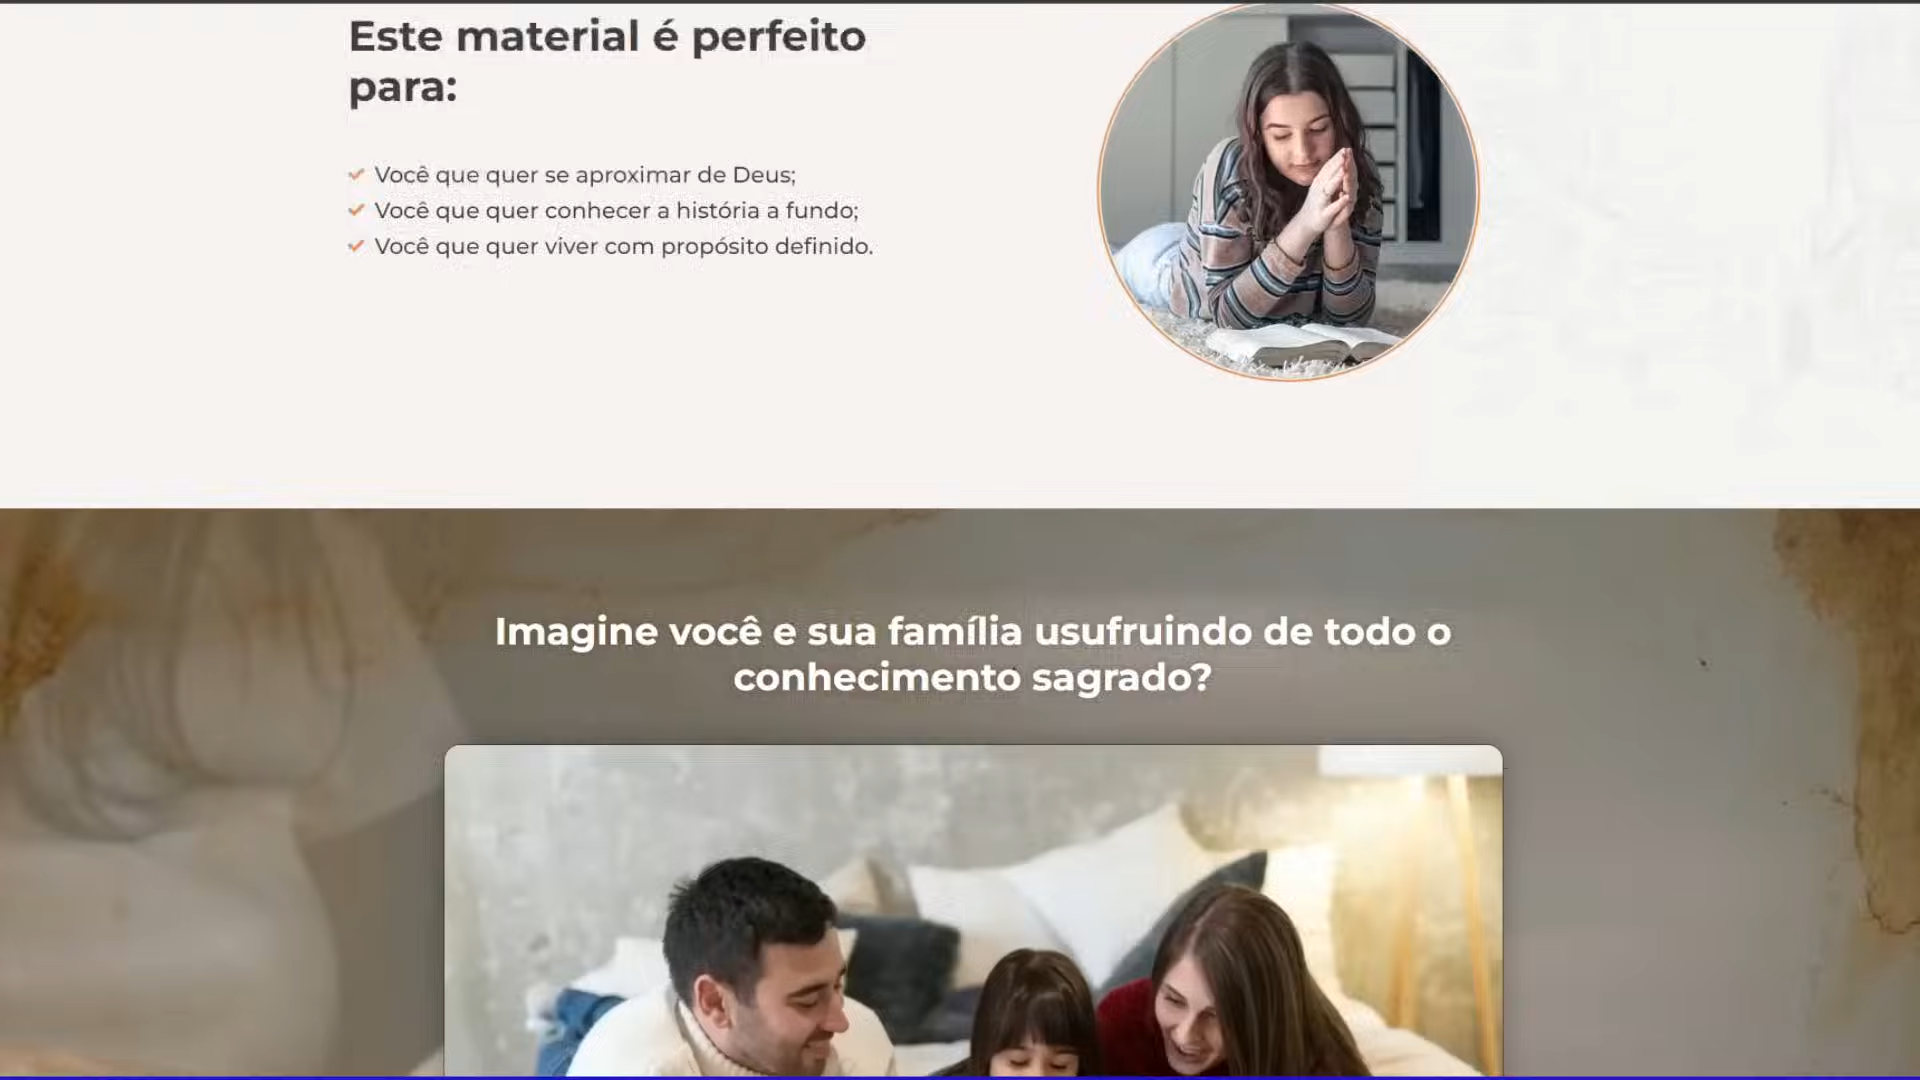 Este material é perfeito
para:
Você que quer se aproximar de Deus;
Você que quer conhecer a história a fundo;
Você que quer viver com propósito definido.
Imagine você e sua família usufruindo de todo o
conhecimento sagrado?